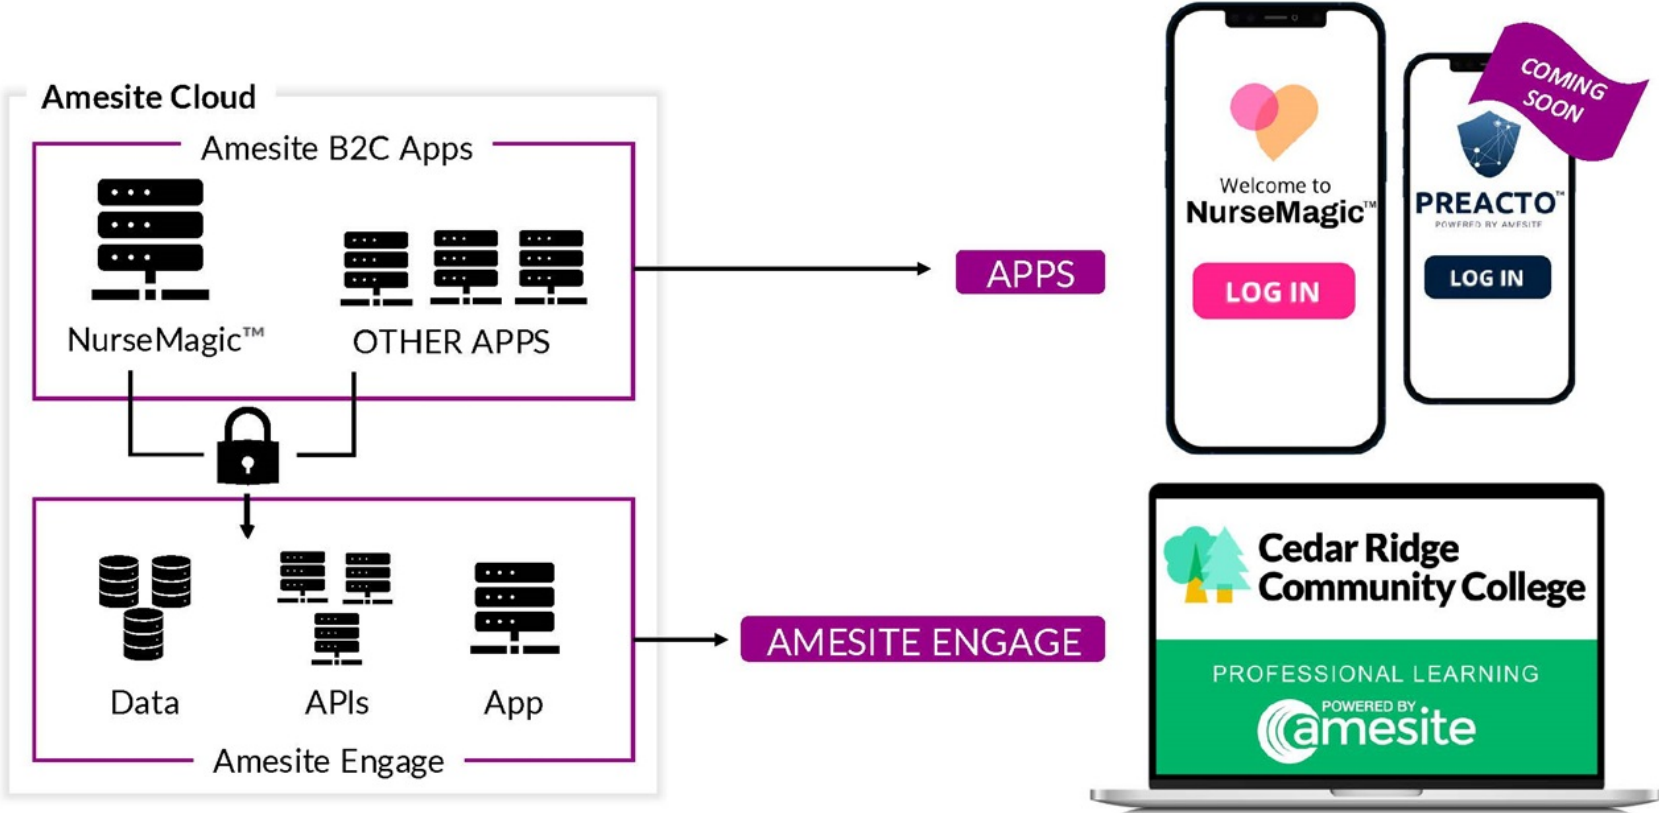 Amesite Cloud
Amesite B2C Apps
NurseMagic™
OTHER APPS
Data
APIs
App
Amesite Engage
APPS
AMESITE ENGAGE
Welcome to
NurseMagic™
LOG IN
COMING
SOON
PREACTO™
POWERED BY AMESITE
LOG IN
Cedar Ridge
Community College
PROFESSIONAL LEARNING
POWERED BY
amesite